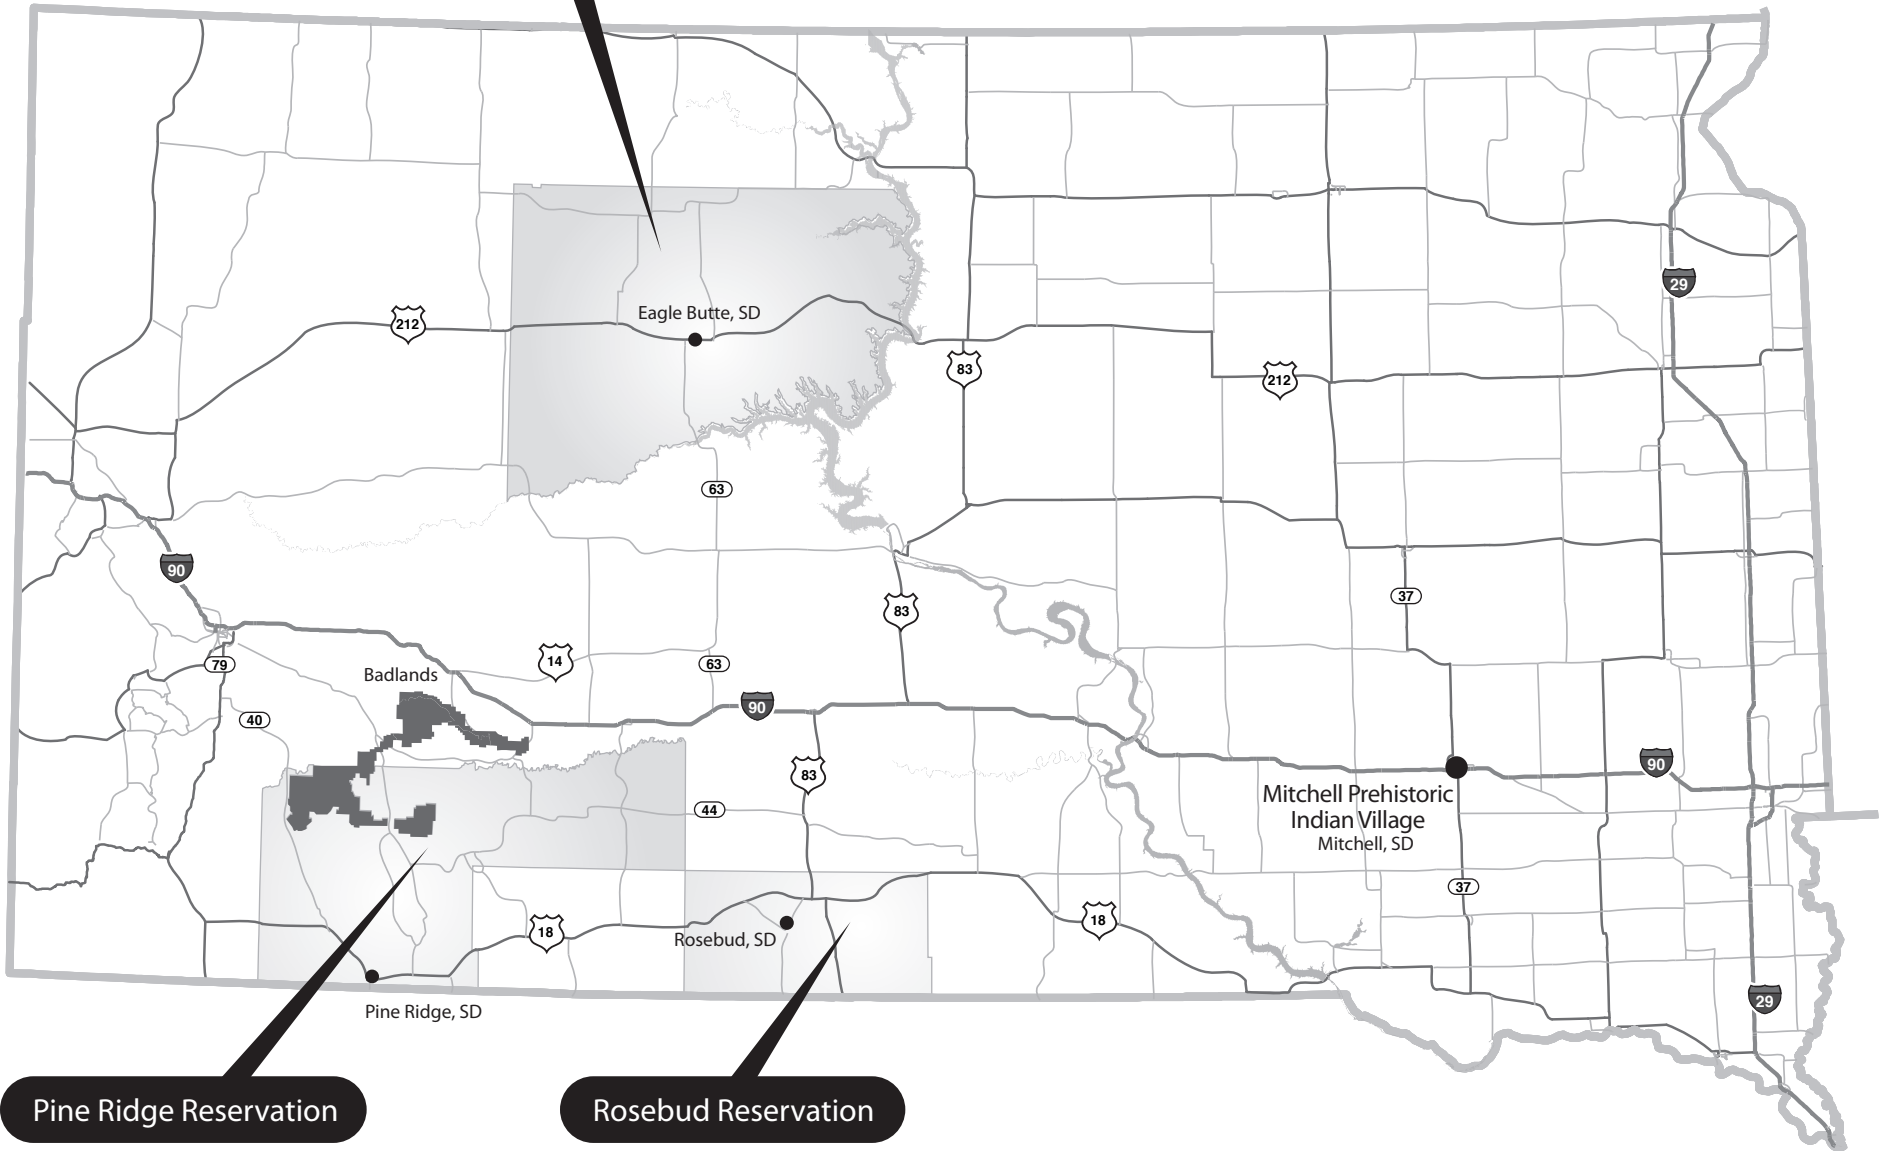 29
212
Eagle Butte, SD
83
212
63
90
37
83
14
63
79
Badlands
90
40
90
83
Mitchell Prehistoric
Indian Village
Mitchell, SD
44
37
18
18
Rosebud, SD
29
Pine Ridge, SD
Pine Ridge Reservation
Rosebud Reservation